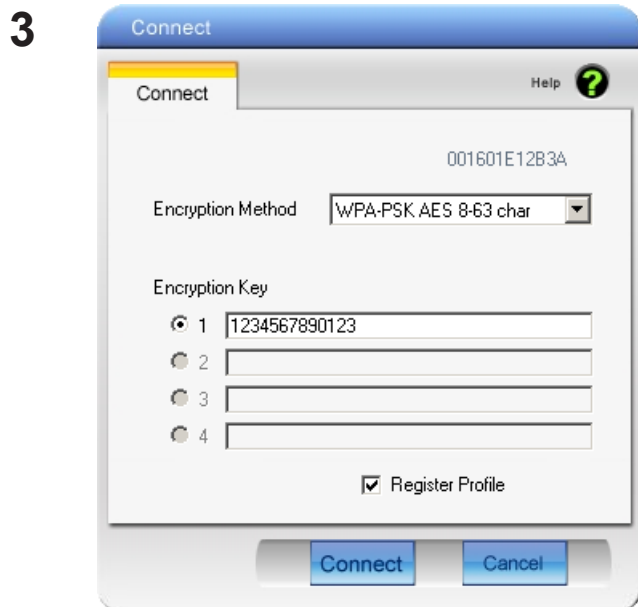 3
Connect
Connect
Help ?
001601E12B3A
Encryption Method WPA-PSK AES 8-63 char
Encryption Key
1 1234567890123
2
3
4
Register Profile
Connect Cancel